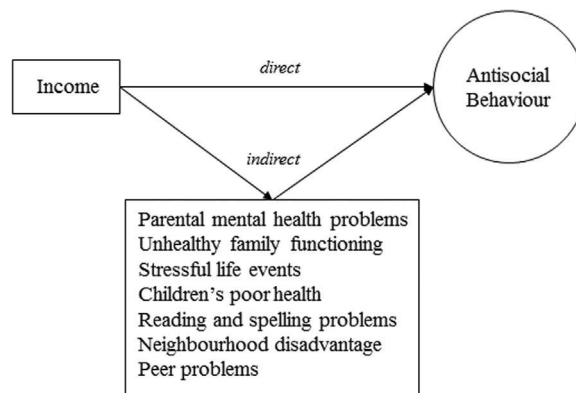 direct
Income
Antisocial
Behaviour
indirect
Parental mental health problems
Unhealthy family functioning
Stressful life events
Children's poor health
Reading and spelling problems
Neighbourhood disadvantage
Peer problems